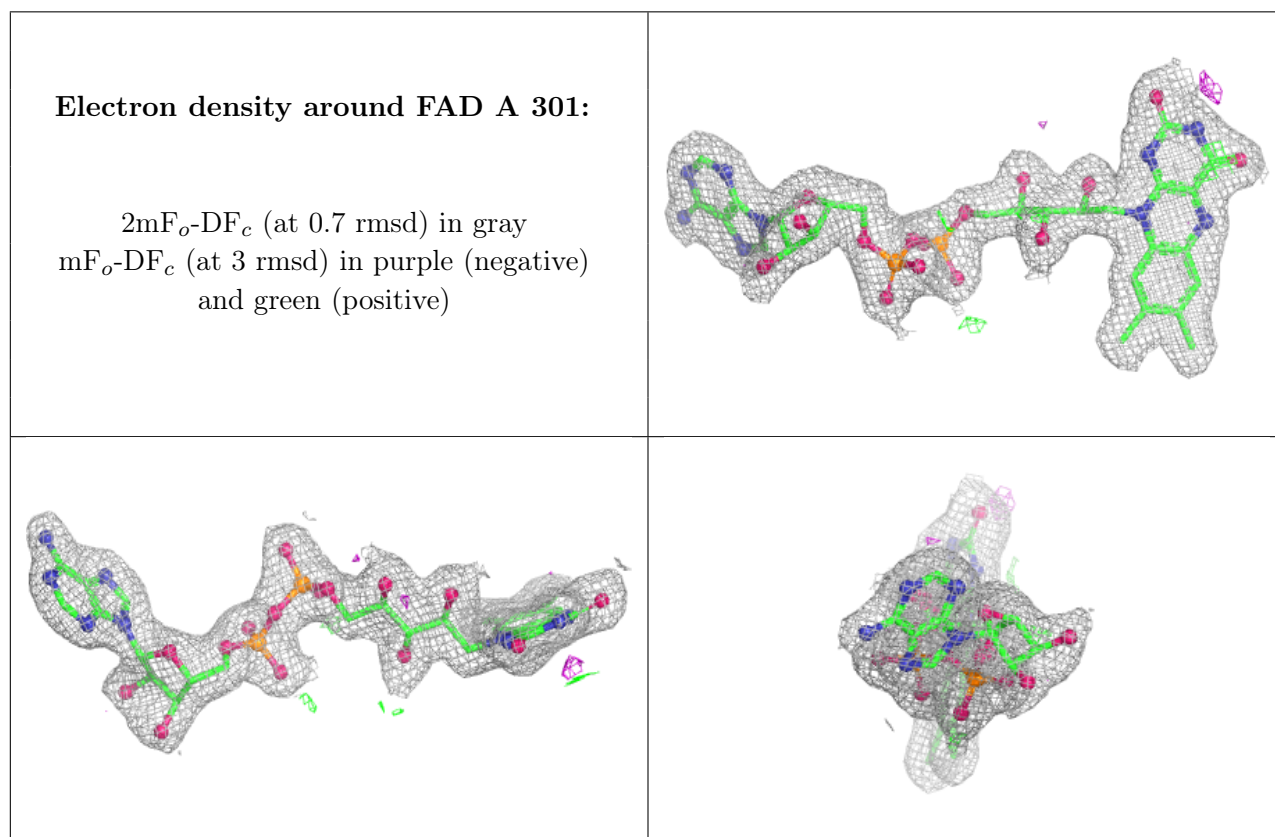 Electron density around FAD A 301:
2mFo-DFc (at 0.7 rmsd) in gray
mFo-DFc (at 3 rmsd) in purple (negative)
and green (positive)